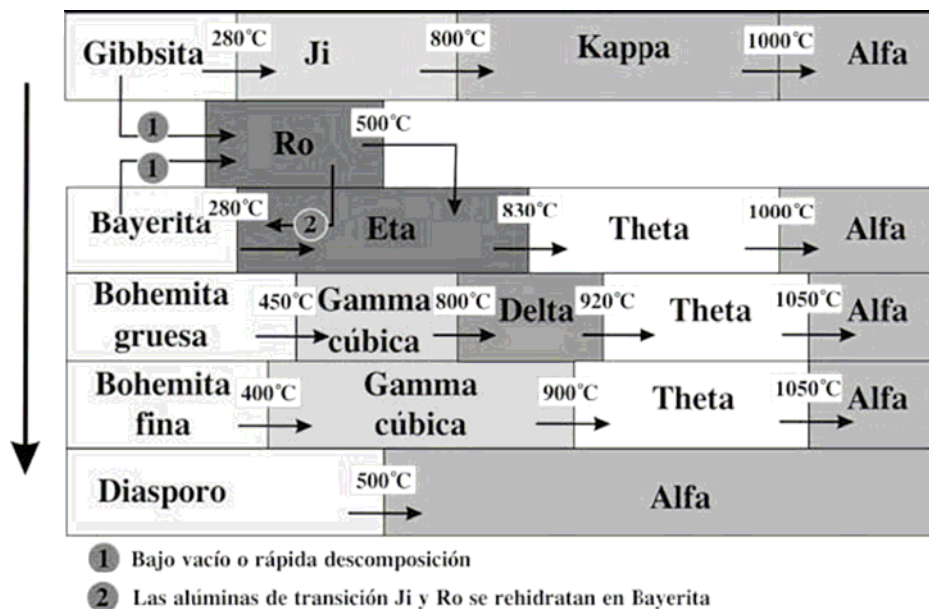 Gibbsita 280°C Ji 800°C Kappa 1000°C Alfa
1 Ro 500°C
1
Bayerita 280°C 2 Eta 830°C Theta 1000°C Alfa
Bohemita gruesa 450°C Gamma cúbica 800°C Delta 920°C Theta 1050°C Alfa
Bohemita fina 400°C Gamma cúbica 900°C Theta 1050°C Alfa
Diasporo 500°C Alfa
1 Bajo vacío o rápida descomposición
2 Las alúminas de transición Ji y Ro se rehidratan en Bayerita